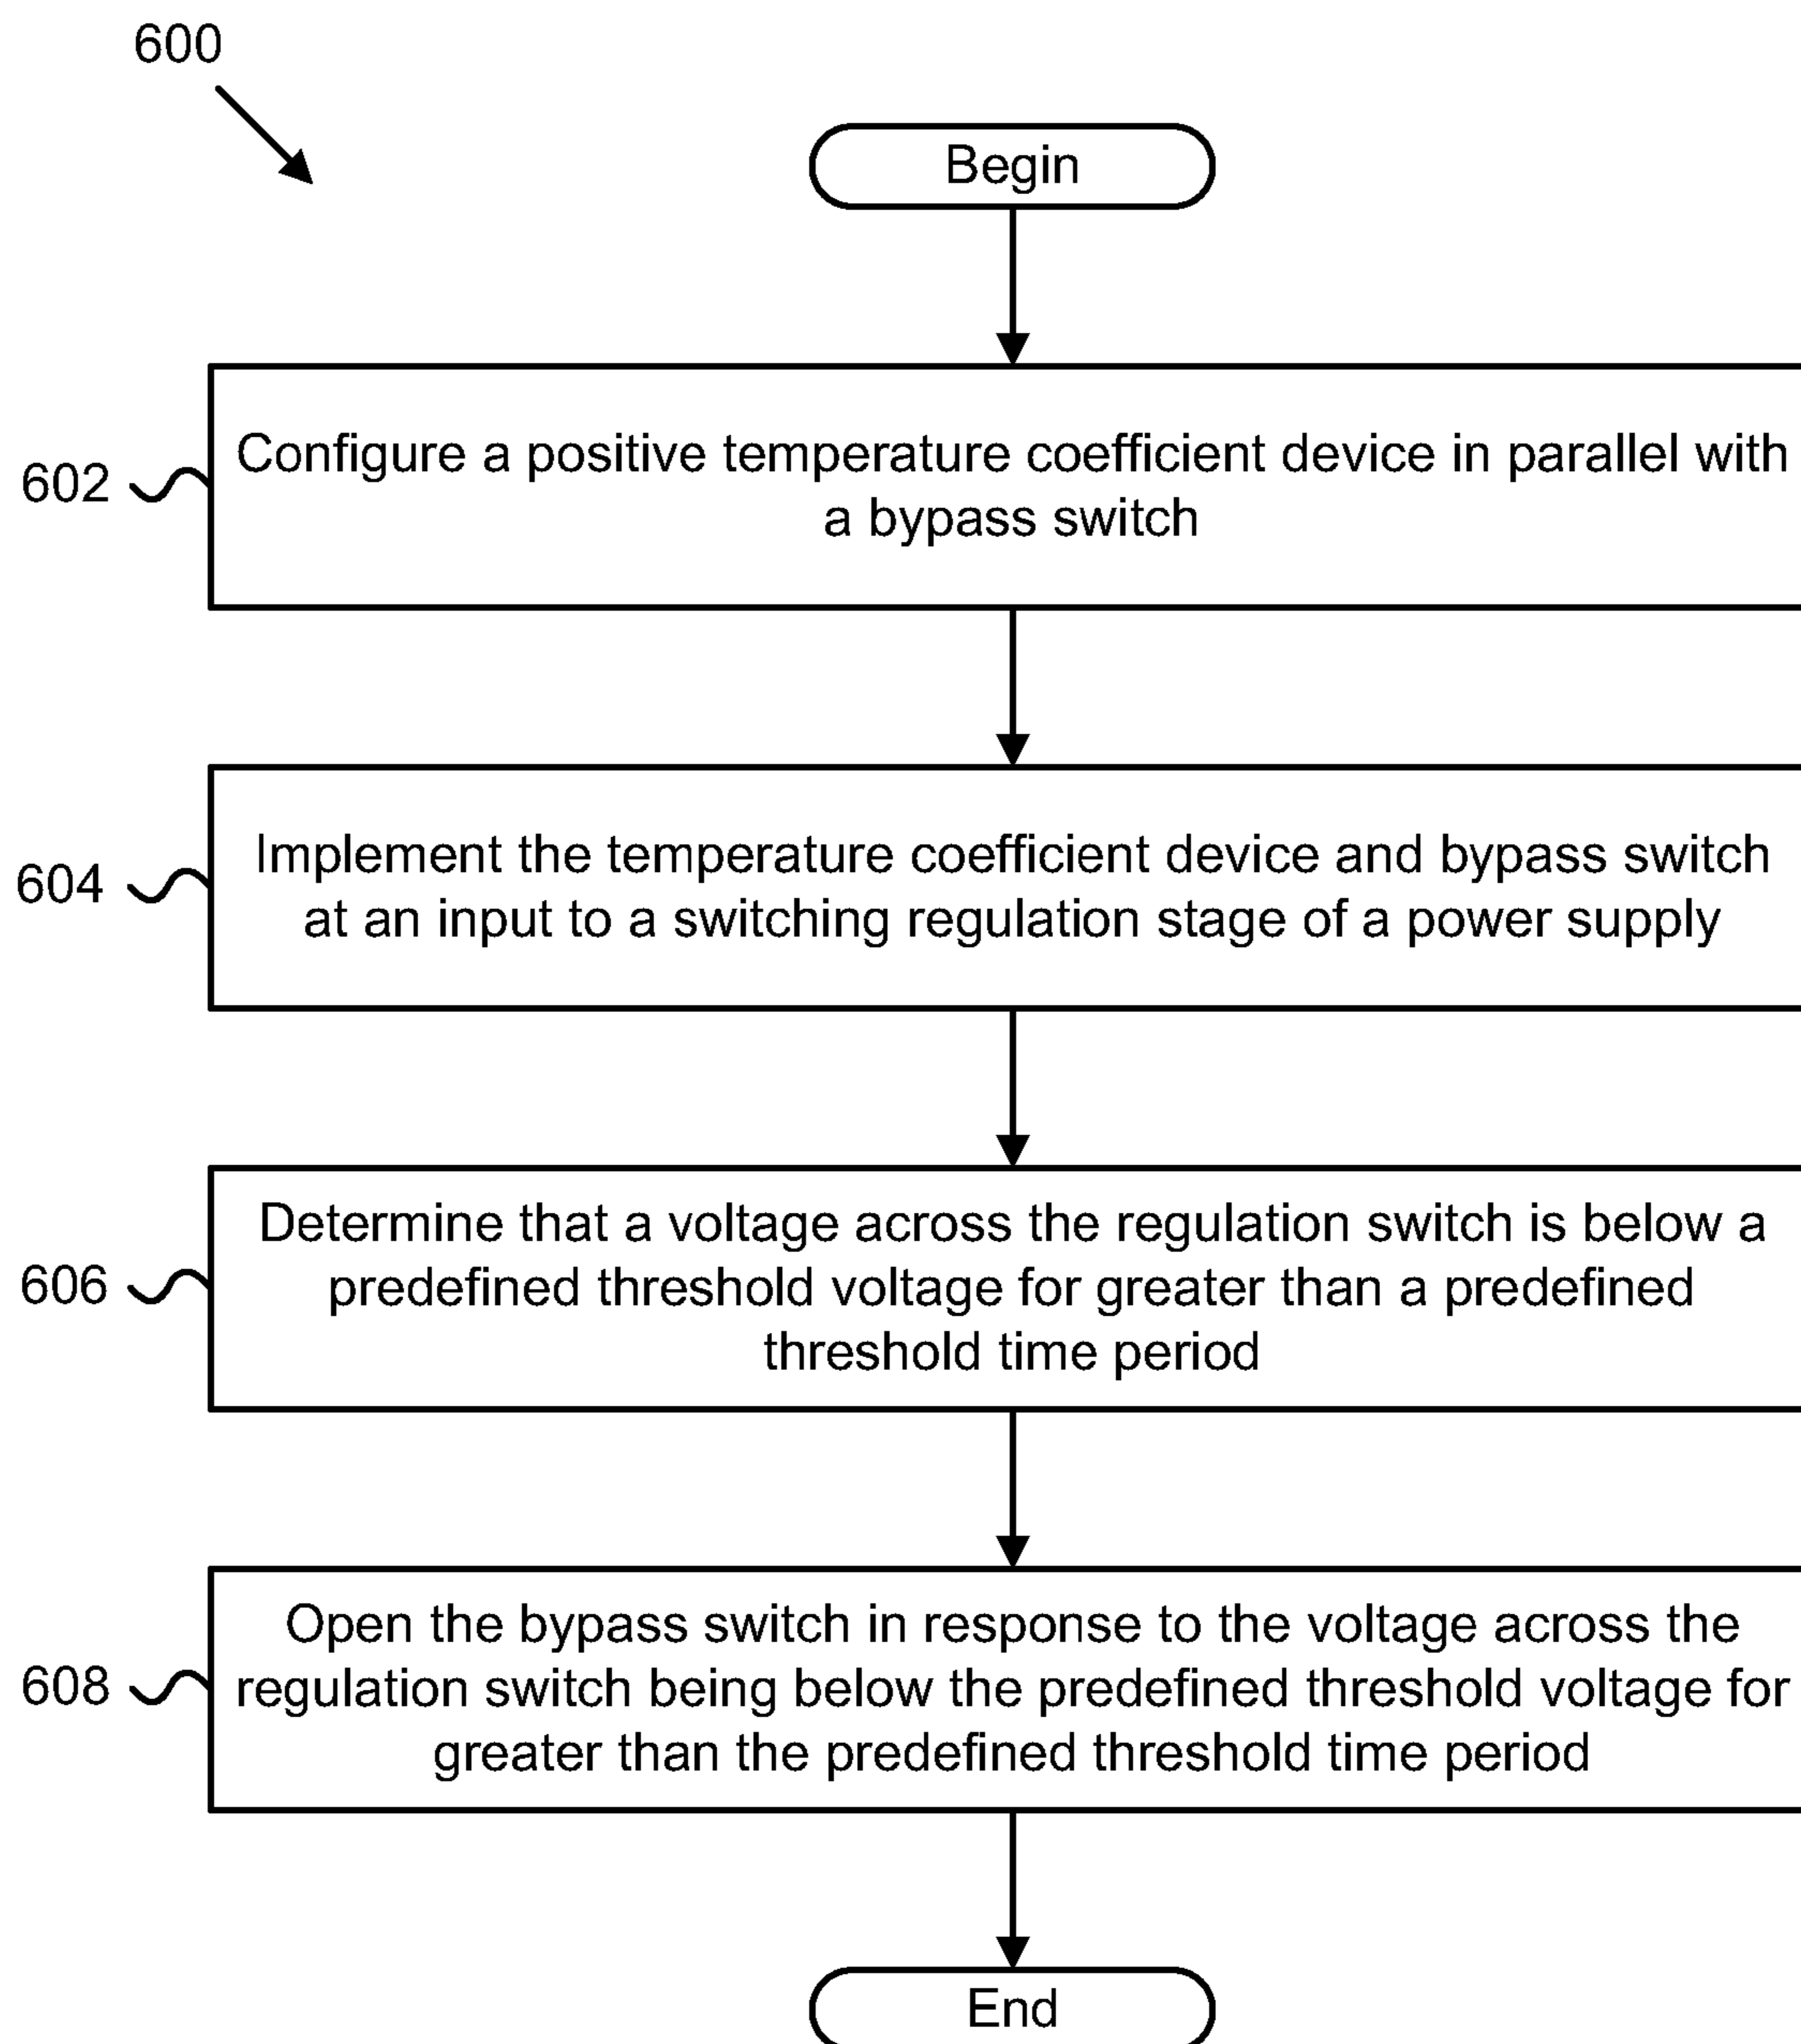 600
Begin
602
Configure a positive temperature coefficient device in parallel with
a bypass switch
604
Implement the temperature coefficient device and bypass switch
at an input to a switching regulation stage of a power supply
606
Determine that a voltage across the regulation switch is below a
predefined threshold voltage for greater than a predefined
threshold time period
608
Open the bypass switch in response to the voltage across the
regulation switch being below the predefined threshold voltage for
greater than the predefined threshold time period
End